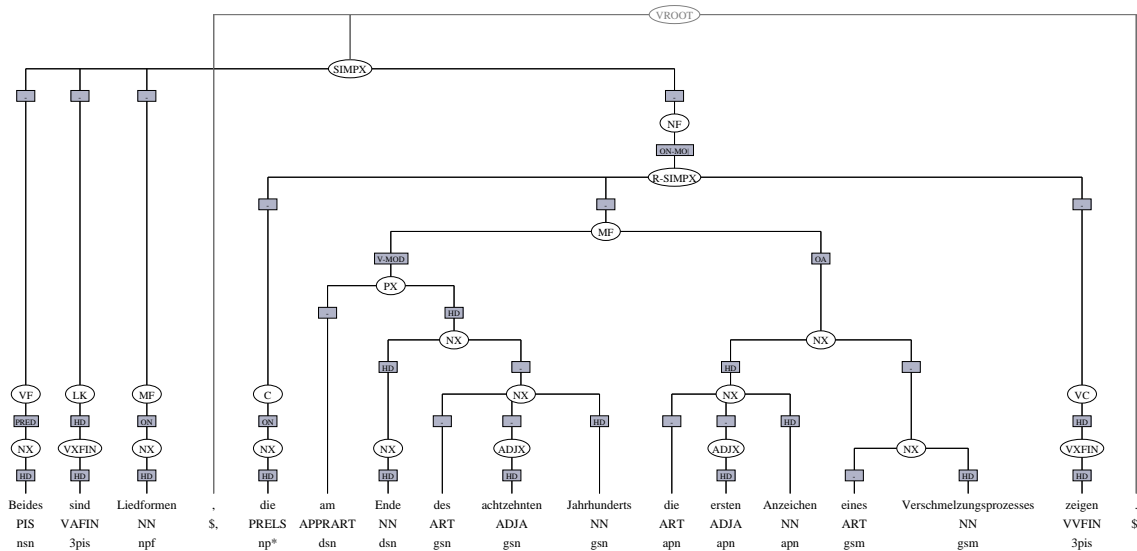 VROOT
SIMPX
- - - -
NF
ON-MO
R-SIMPX
- - -
MF
V-MOD OA
PX
- HD
NX NX
HD - HD -
VF LK MF C NX NX VC
PRED HD ON ON - - HD - - HD HD
NX VXFIN NX NX NX ADJX ADJX NX VXFIN
HD HD HD HD HD HD HD - HD HD
Beides sind Liedformen , die am Ende des achtzehnten Jahrhunderts die ersten Anzeichen eines Verschmelzungsprozesses zeigen .
PIS VAFIN NN $, PRELS APPRART NN ART ADJA NN ART ADJA NN ART NN VVFIN
nsn 3pis npf np* dsn dsn gsn gsn gsn apn apn apn gsm gsm 3pis